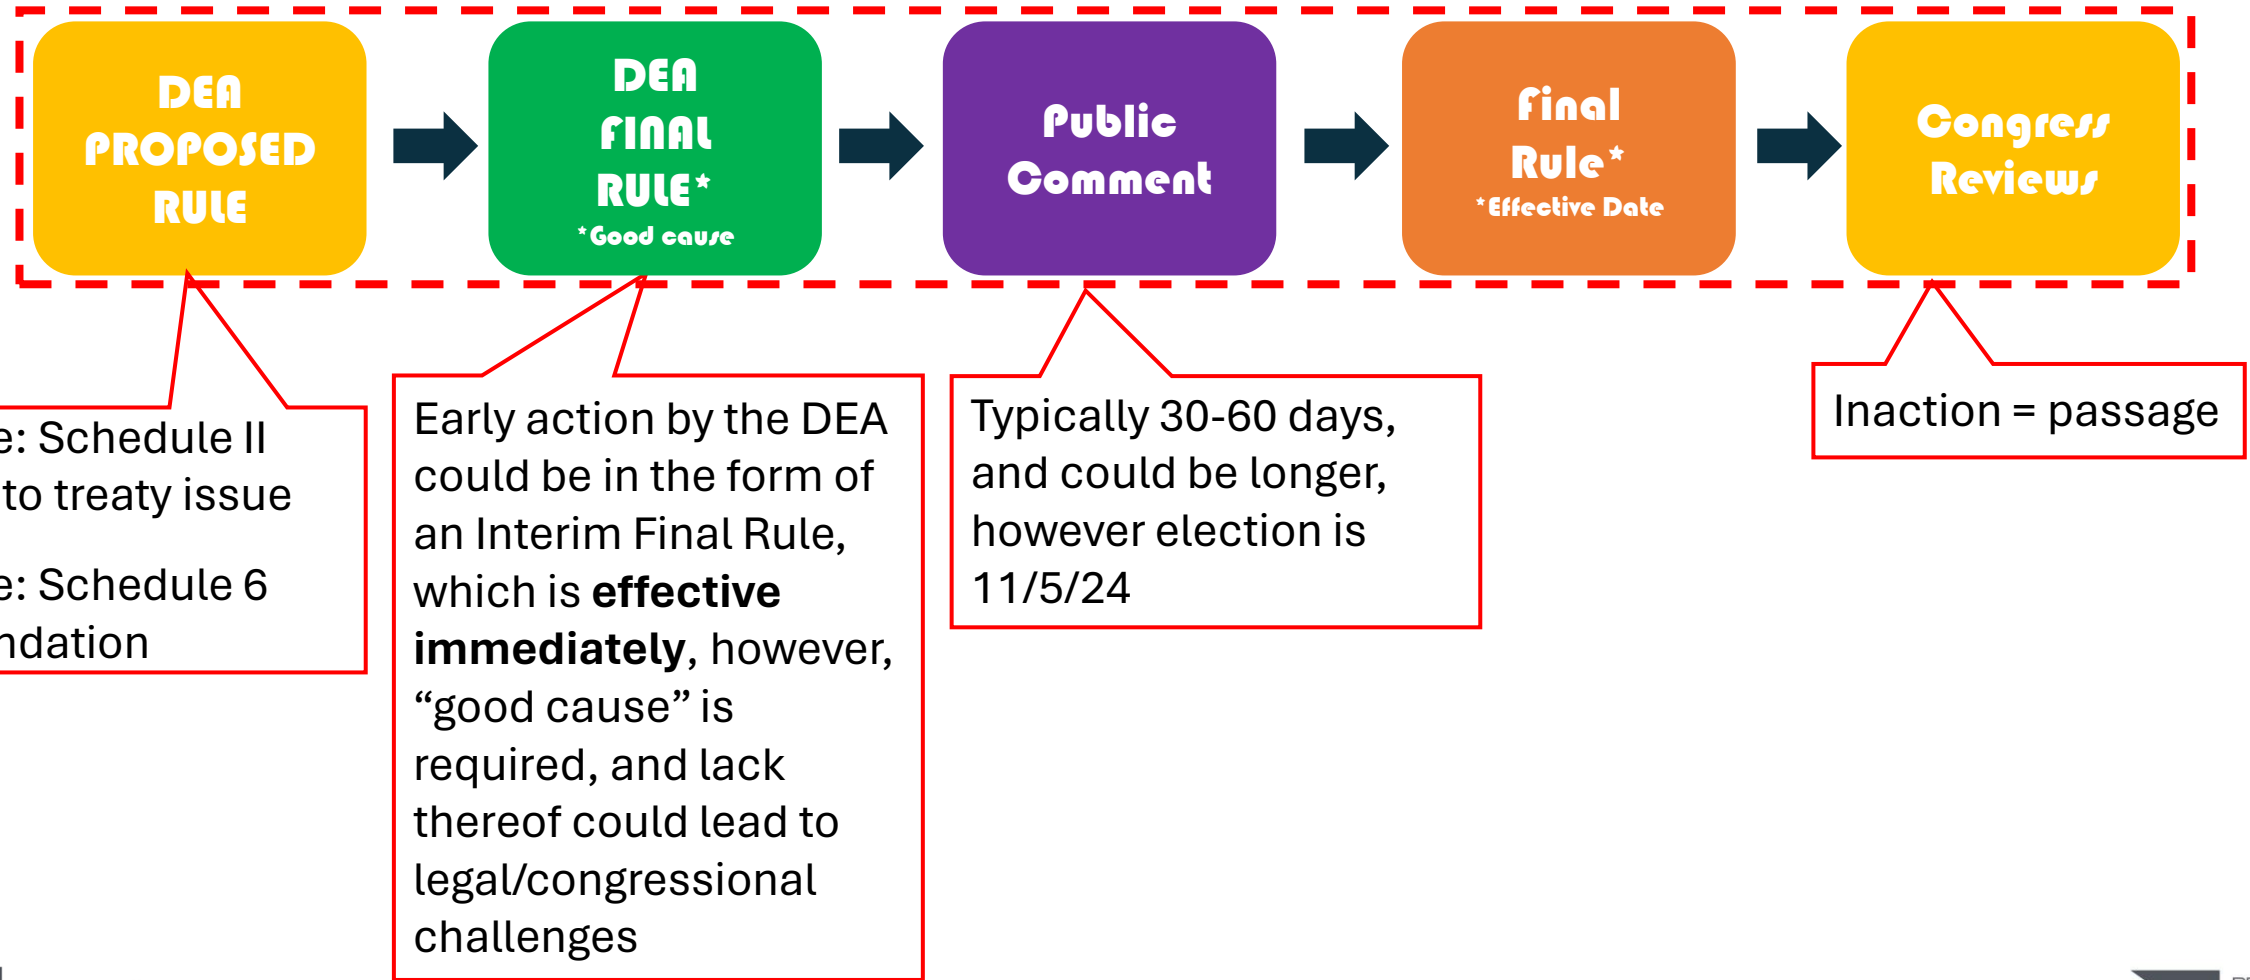 DEA
PROPOSED
RULE
DEA
FINAL
RULE*
*Good cause
Public
Comment
Final
Rule*
*Effective Date
Congress
Reviews
e: Schedule II
to treaty issue
e: Schedule 6
ndation
Early action by the DEA
could be in the form of
an Interim Final Rule,
which is effective
immediately, however,
“good cause” is
required, and lack
thereof could lead to
legal/congressional
challenges
Typically 30-60 days,
and could be longer,
however election is
11/5/24
Inaction = passage